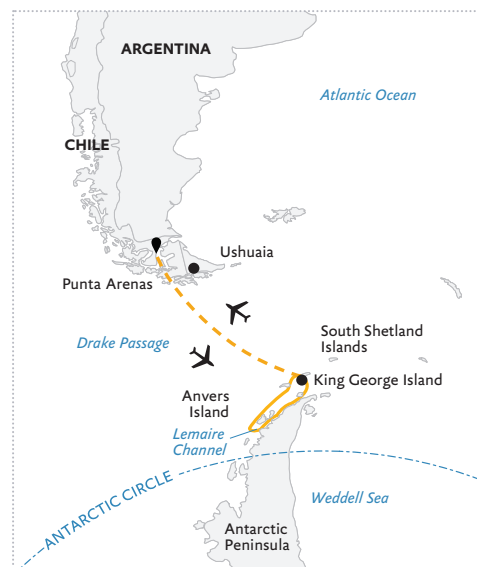 ARGENTINA
Atlantic Ocean
CHILE
Ushuaia
Punta Arenas
South Shetland
Islands
Drake Passage
King George Island
Anvers
Island
Lemaire
Channel
ANTARCTIC CIRCLE
Weddell Sea
Antarctic
Peninsula